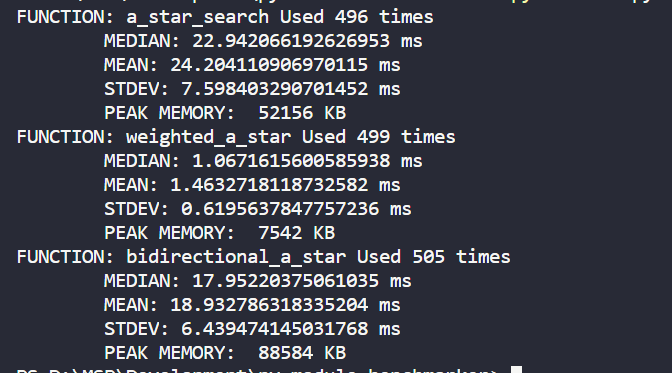 FUNCTION: a_star_search Used 496 times
MEDIAN: 22.942066192626953 ms
MEAN: 24.204110906970115 ms
STDEV: 7.598403290701452 ms
PEAK MEMORY:  52156 KB
FUNCTION: weighted_a_star Used 499 times
MEDIAN: 1.0671615600585938 ms
MEAN: 1.4632718118732582 ms
STDEV: 0.6195637847757236 ms
PEAK MEMORY:  7542 KB
FUNCTION: bidirectional_a_star Used 505 times
MEDIAN: 17.95220375061035 ms
MEAN: 18.932786318335204 ms
STDEV: 6.439474145031768 ms
PEAK MEMORY:  88584 KB